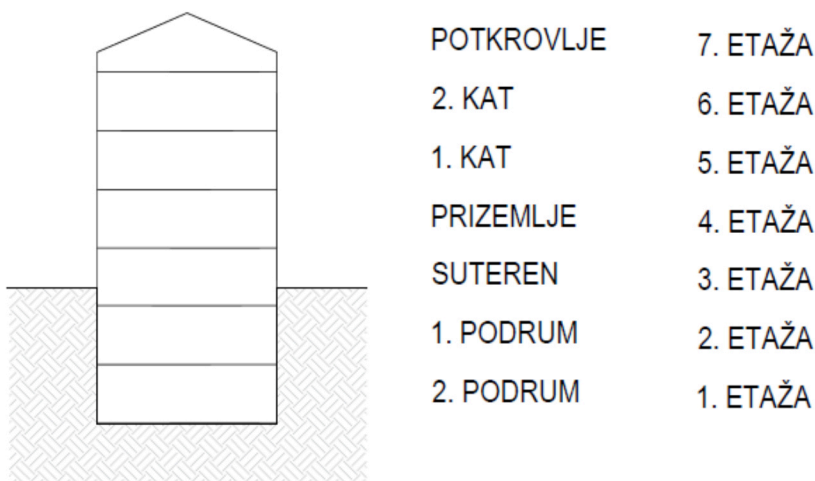 POTKROVLJE 7. ETAŽA
2. KAT 6. ETAŽA
1. KAT 5. ETAŽA
PRIZEMLJE 4. ETAŽA
SUTEREN 3. ETAŽA
1. PODRUM 2. ETAŽA
2. PODRUM 1. ETAŽA